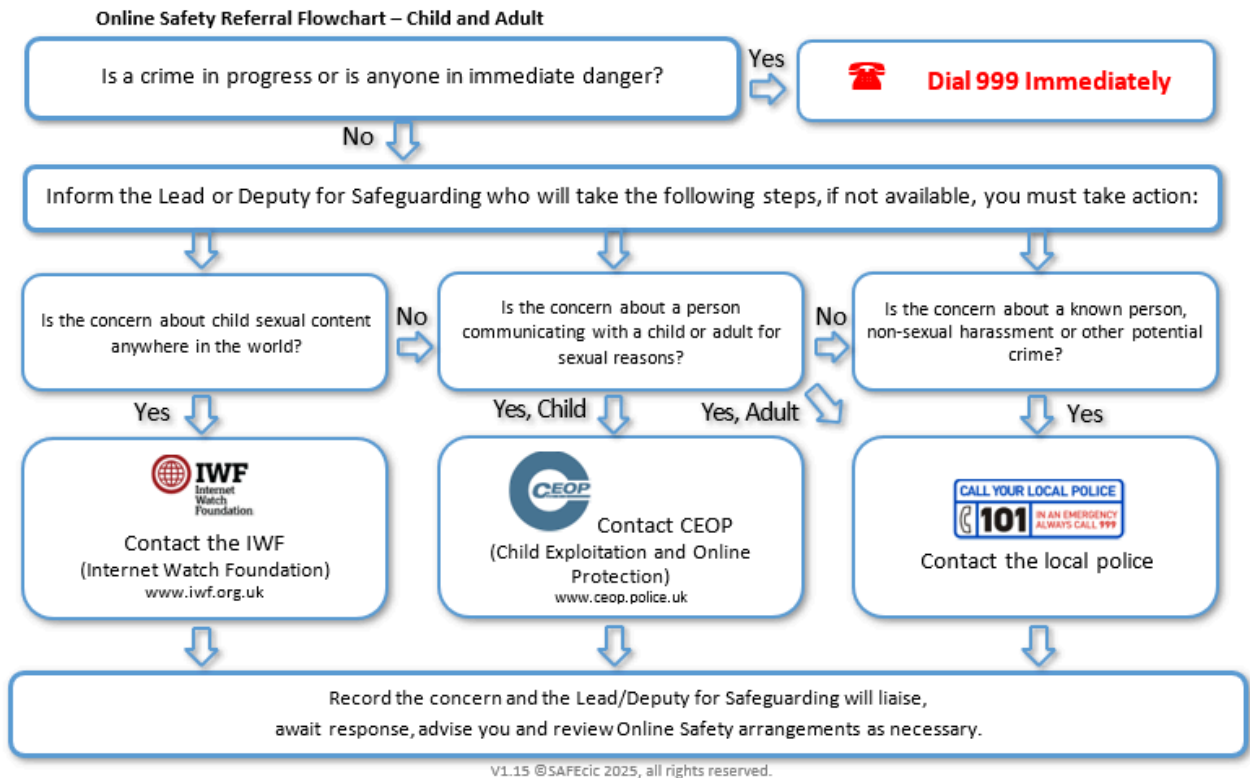 Online Safety Referral Flowchart – Child and Adult
Is a crime in progress or is anyone in immediate danger?
Yes
Dial 999 Immediately
No
Inform the Lead or Deputy for Safeguarding who will take the following steps, if not available, you must take action:
Is the concern about child sexual content
anywhere in the world?
No
Is the concern about a person
communicating with a child or adult for
sexual reasons?
No
Is the concern about a known person,
non-sexual harassment or other potential
crime?
Yes
Yes, Child
Yes, Adult
Yes
IWF
Internet
Watch
Foundation
Contact the IWF
(Internet Watch Foundation)
www.iwf.org.uk
CEOP
Contact CEOP
(Child Exploitation and Online
Protection)
www.ceop.police.uk
CALL YOUR LOCAL POLICE
101
IN AN EMERGENCY
ALWAYS CALL 999
Contact the local police
Record the concern and the Lead/Deputy for Safeguarding will liaise,
await response, advise you and review Online Safety arrangements as necessary.
V1.15 ©SAFEcic 2025, all rights reserved.